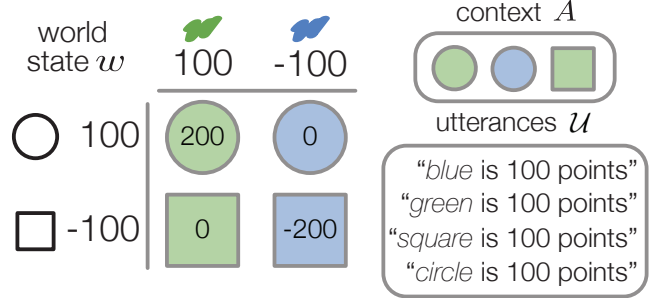 world
state w
100 -100
100
200 0
-100
0 -200
context A
utterances U
“blue is 100 points”
“green is 100 points”
“square is 100 points”
“circle is 100 points”